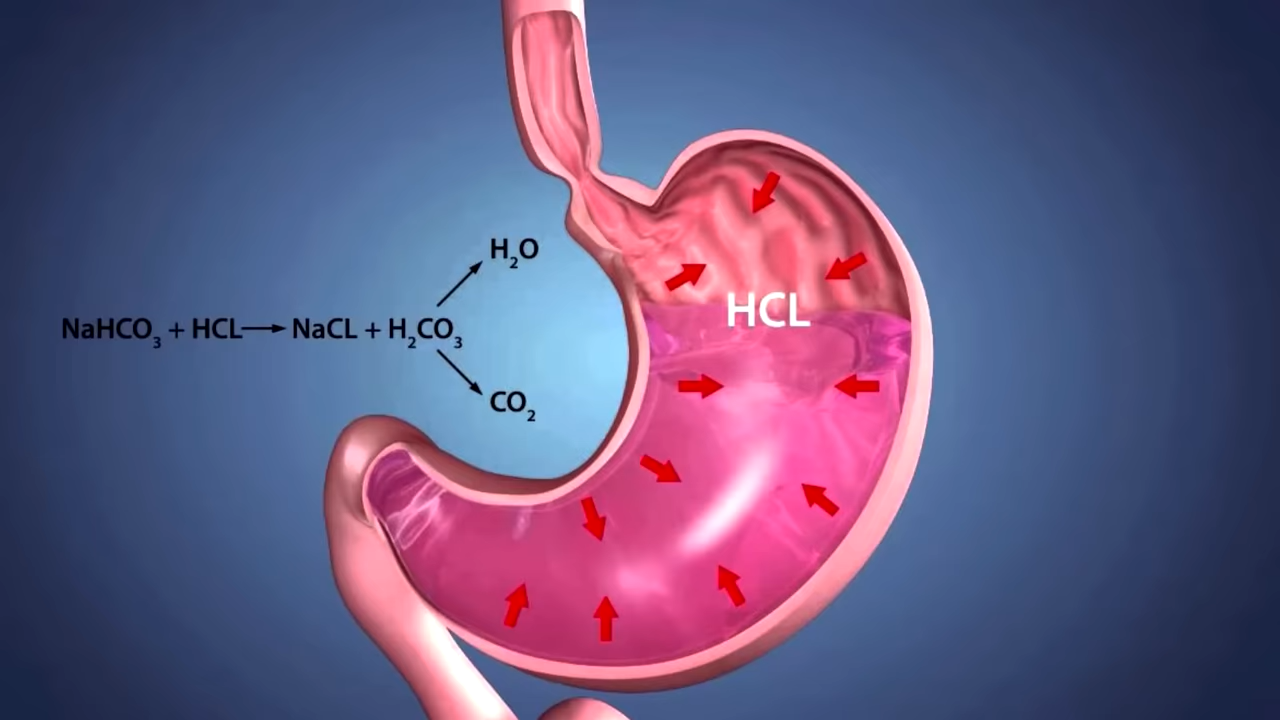 H₂O
NaHCO₃ + HCL → NaCL + H₂CO₃
CO₂
HCL